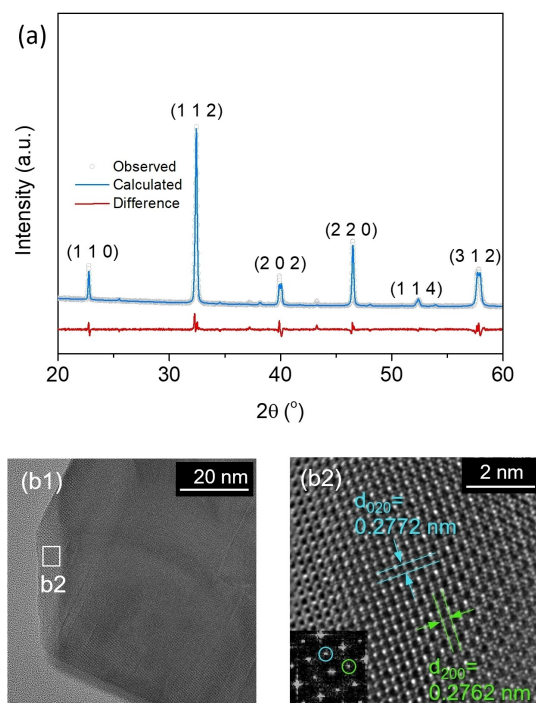 (a)
(1 1 2)
Observed
Calculated
Difference
(1 1 0)
(2 0 2)
(2 2 0)
(1 1 4)
(3 1 2)
Intensity (a.u.)
20 30 40 50 60
2θ (°)
(b1)
20 nm
b2
(b2)
2 nm
d020=
0.2772 nm
d200=
0.2762 nm